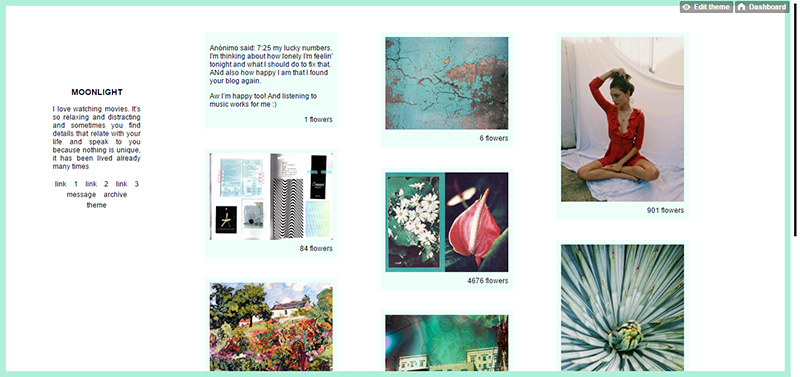 Edit theme Dashboard
MOONLIGHT
I love watching movies. It's
so relaxing and distracting
and sometimes you find
details that relate with your
life and speak to you
because nothing is unique,
it has been lived already
many times
link 1 link 2 link 3
message archive
theme
Anónimo said: 7:25 my lucky numbers.
I'm thinking about how lonely I'm feelin'
tonight and what I should do to fix that.
ANd also how happy I am that I found
your blog again.
Aw I'm happy too! And listening to
music works for me :)
1 flowers
84 flowers
6 flowers
4676 flowers
901 flowers